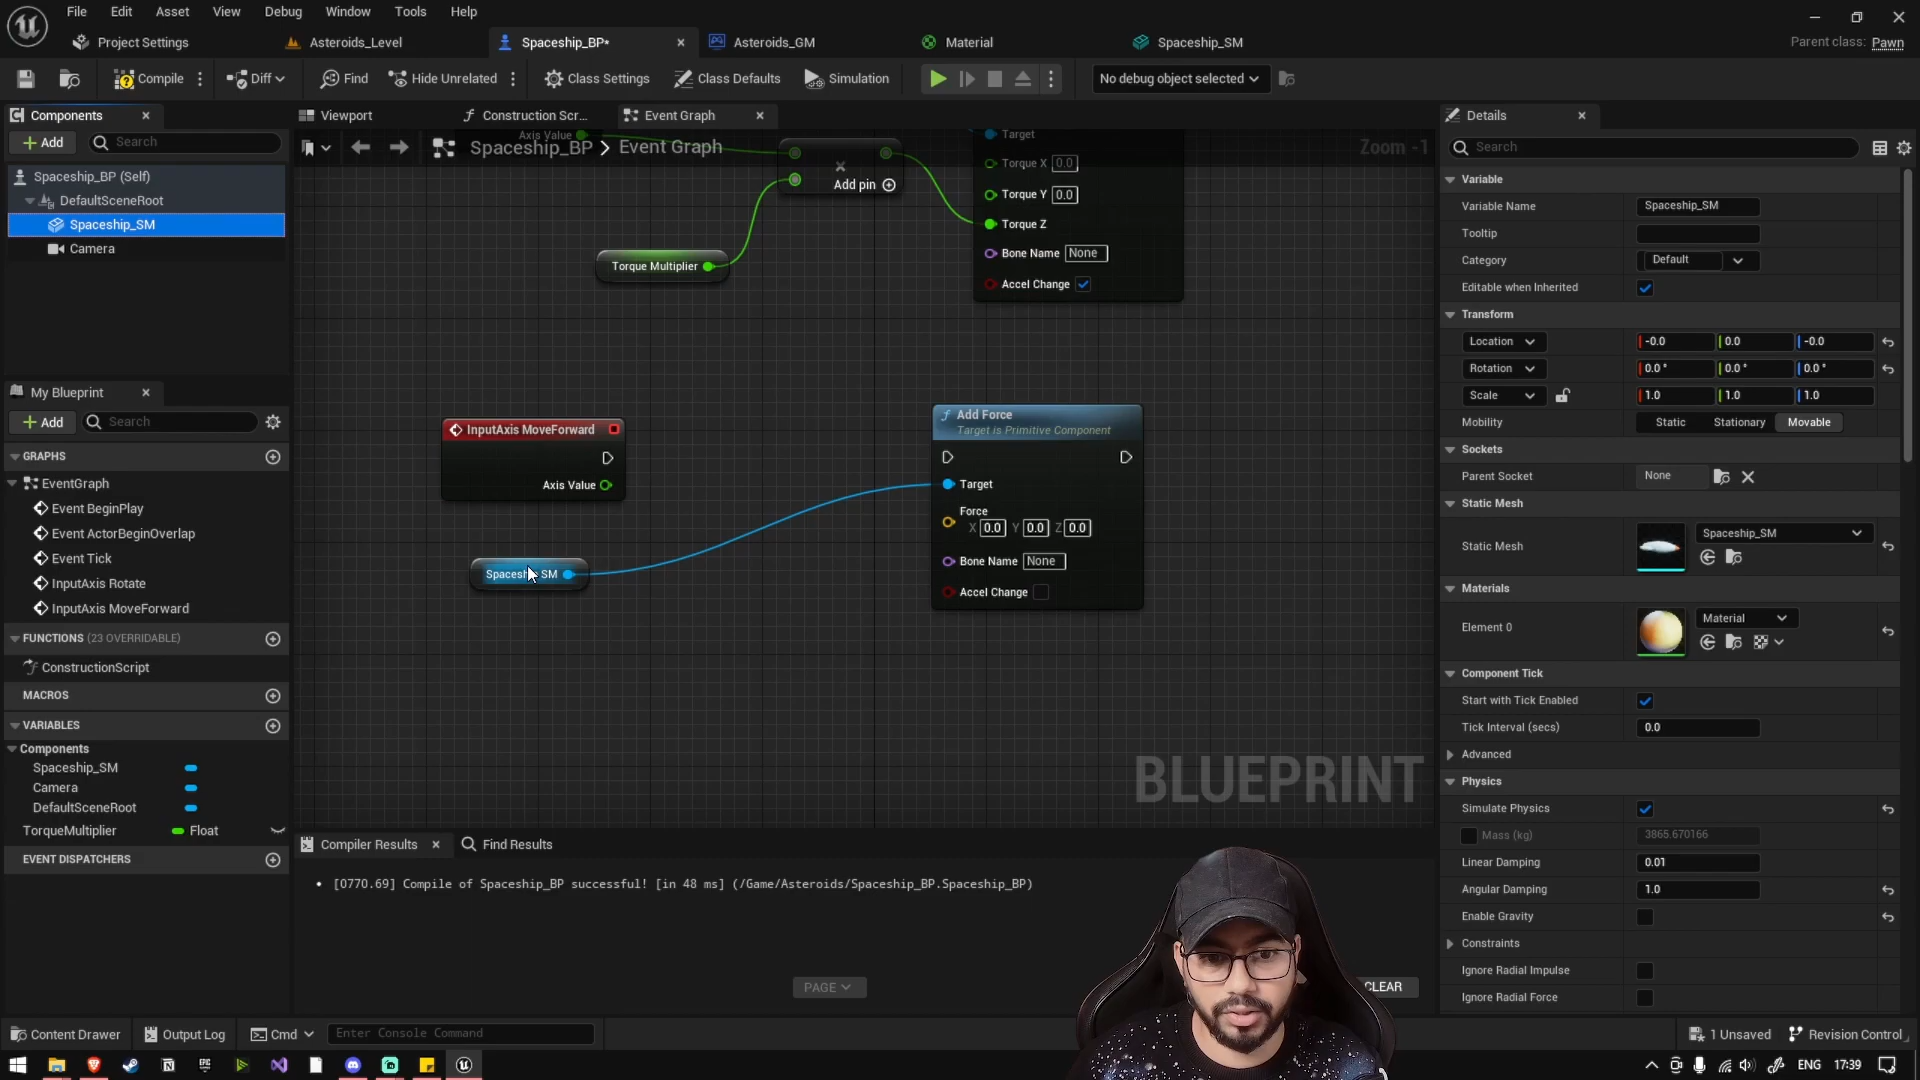 File Edit Asset View Debug Window Tools Help
Project Settings Asteroids_Level Spaceship_BP* Asteroids_GM Material Spaceship_SM Parent class: Pawn
Compile Diff Find Hide Unrelated Class Settings Class Defaults Simulation No debug object selected
Components
Add Search
Spaceship_BP (Self)
DefaultSceneRoot
Spaceship_SM
Camera
My Blueprint
Add Search
GRAPHS
EventGraph
Event BeginPlay
Event ActorBeginOverlap
Event Tick
InputAxis Rotate
InputAxis MoveForward
FUNCTIONS (23 OVERRIDABLE)
ConstructionScript
MACROS
VARIABLES
Components
Spaceship_SM
Camera
DefaultSceneRoot
TorqueMultiplier Float
EVENT DISPATCHERS
Viewport Construction Scr... Event Graph
Axis Value
Spaceship_BP > Event Graph
Zoom -1
Add pin
Torque Multiplier
Target
Torque X 0.0
Torque Y 0.0
Torque Z
Bone Name None
Accel Change
InputAxis MoveForward
Axis Value
Add Force
Target is Primitive Component
Target
Force
X 0.0 Y 0.0 Z 0.0
Bone Name None
Accel Change
BLUEPRINT
Compiler Results Find Results
[0770.69] Compile of Spaceship_BP successful! [in 48 ms] (/Game/Asteroids/Spaceship_BP.Spaceship_BP)
PAGE CLEAR
Details
Search
Variable
Variable Name Spaceship_SM
Tooltip
Category Default
Editable when Inherited
Transform
Location -0.0 0.0 -0.0
Rotation 0.0 ° 0.0 ° 0.0 °
Scale 1.0 1.0 1.0
Mobility Static Stationary Movable
Sockets
Parent Socket None
Static Mesh
Static Mesh Spaceship_SM
Materials
Element 0 Material
Component Tick
Start with Tick Enabled
Tick Interval (secs) 0.0
Advanced
Physics
Simulate Physics
Mass (kg) 3865.670166
Linear Damping 0.01
Angular Damping 1.0
Enable Gravity
Constraints
Ignore Radial Impulse
Ignore Radial Force
Content Drawer Output Log Cmd Enter Console Command 1 Unsaved Revision Control
ENG 17:39